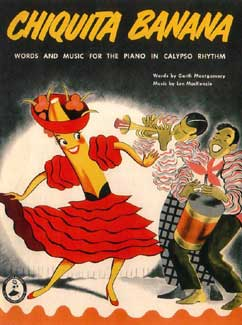 CHIQUITA BANANA
WORDS AND MUSIC FOR THE PIANO IN CALYPSO RHYTHM
Words by Garth Montgomery
Music by Len MacKenzie